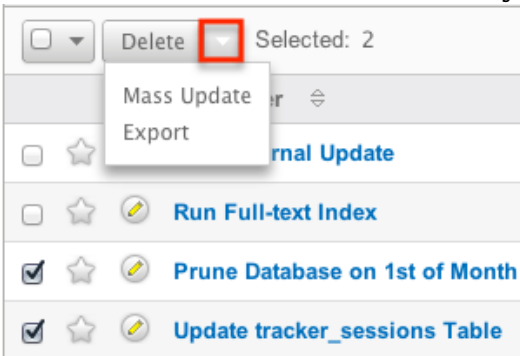 Delete Selected: 2
Mass Update
Export
r
rnal Update
Run Full-text Index
Prune Database on 1st of Month
Update tracker_sessions Table